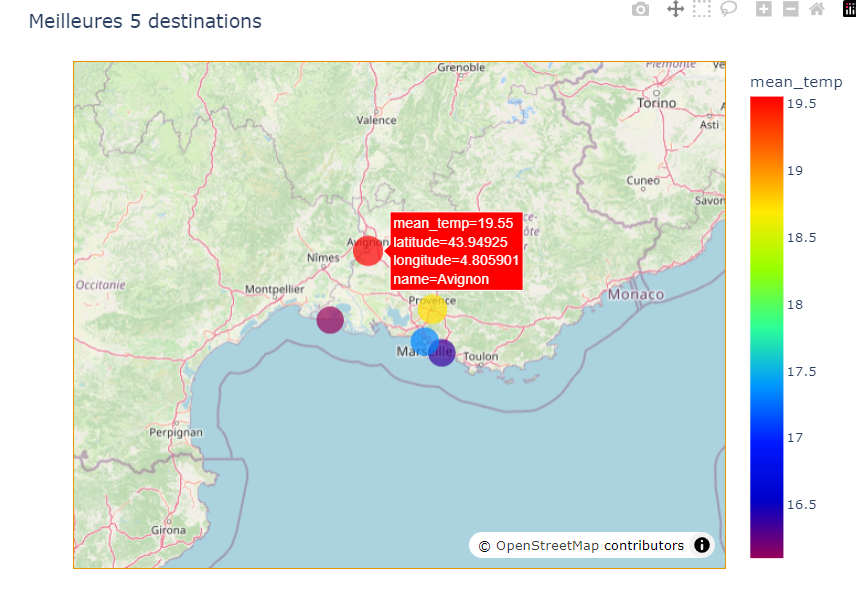 Meilleures 5 destinations
mean_temp
Grenoble
Piemonte
Torino
Asti
Valence
Cuneo
Savon
mean_temp=19.55
latitude=43.94925
longitude=4.805901
name=Avignon
Avignon
Nîmes
Occitanie
Montpellier
Provence
Monaco
Marseille
Toulon
Perpignan
Girona
© OpenStreetMap contributors
19.5
19
18.5
18
17.5
17
16.5